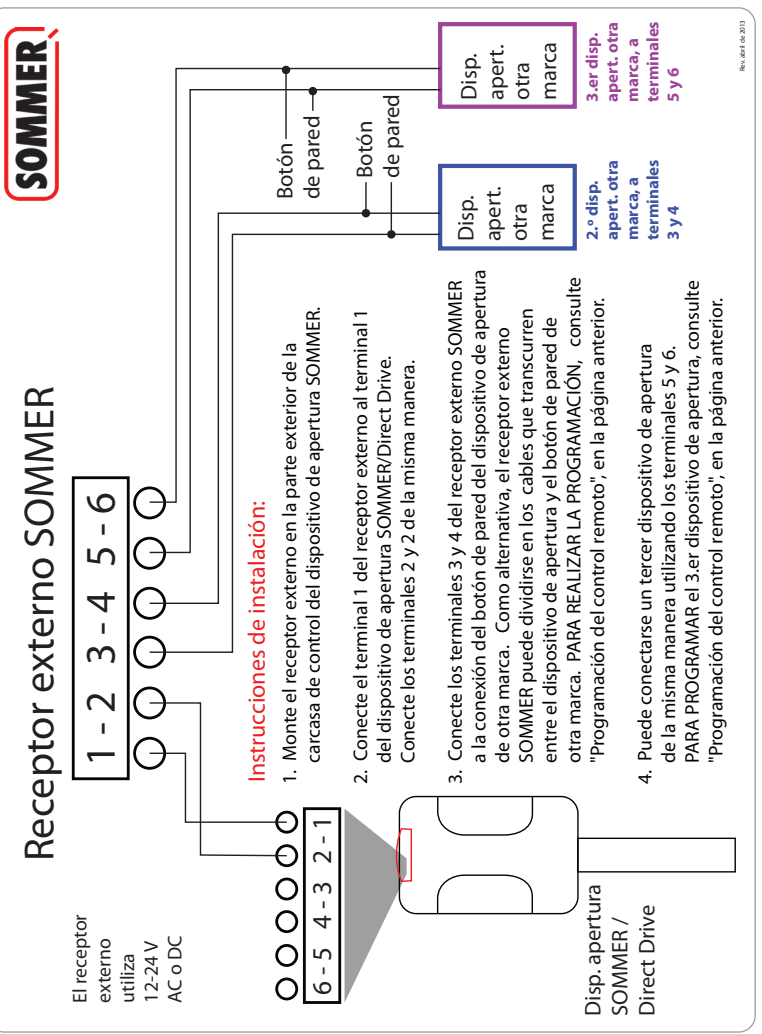 Receptor externo SOMMER
SOMMER
El receptor
externo
utiliza
12-24 V
AC o DC
1 - 2 3 - 4 5 - 6
6 - 5 4 - 3 2 - 1
Disp. apertura
SOMMER /
Direct Drive
Instrucciones de instalación:
1. Monte el receptor externo en la parte exterior de la
carcasa de control del dispositivo de apertura SOMMER.
2. Conecte el terminal 1 del receptor externo al terminal 1
del dispositivo de apertura SOMMER/Direct Drive.
Conecte los terminales 2 y 2 de la misma manera.
3. Conecte los terminales 3 y 4 del receptor externo SOMMER
a la conexión del botón de pared del dispositivo de apertura
de otra marca. Como alternativa, el receptor externo
SOMMER puede dividirse en los cables que transcurren
entre el dispositivo de apertura y el botón de pared de
otra marca. PARA REALIZAR LA PROGRAMACIÓN, consulte
"Programación del control remoto", en la página anterior.
4. Puede conectarse un tercer dispositivo de apertura
de la misma manera utilizando los terminales 5 y 6.
PARA PROGRAMAR el 3.er dispositivo de apertura, consulte
"Programación del control remoto", en la página anterior.
Botón
de pared
Botón
de pared
Disp.
apert.
otra
marca
2.º disp.
apert. otra
marca, a
terminales
3 y 4
Disp.
apert.
otra
marca
3.er disp.
apert. otra
marca, a
terminales
5 y 6
Rev. abril de 2013